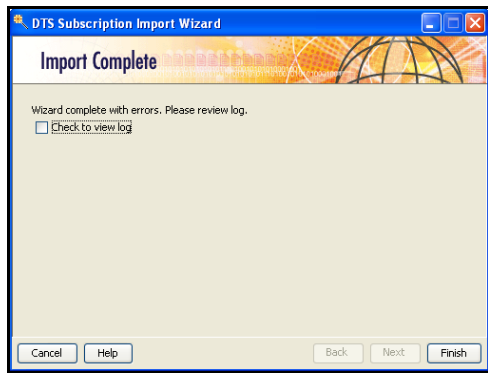 DTS Subscription Import Wizard
Import Complete
Wizard complete with errors. Please review log.
Check to view log
Cancel Help Back Next Finish